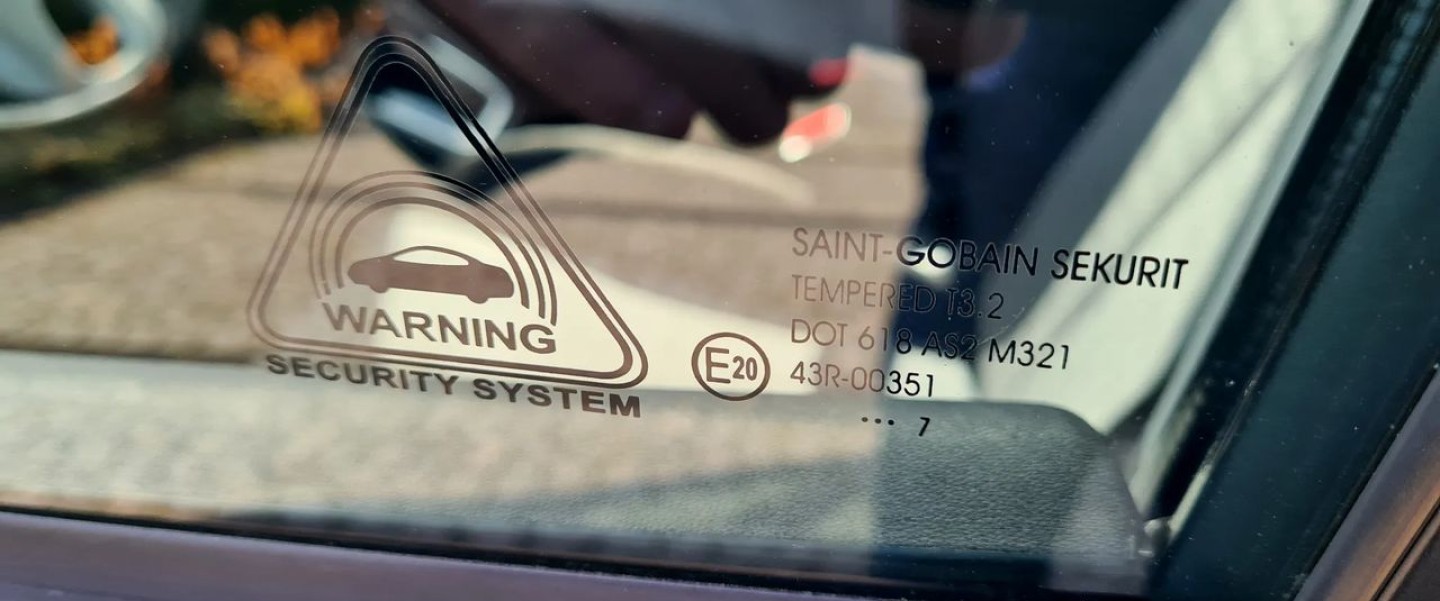 WARNING
SECURITY SYSTEM
E20
SAINT-GOBAIN SEKURIT
TEMPERED T3.2
DOT 618 AS2 M321
43R-00351
... 7